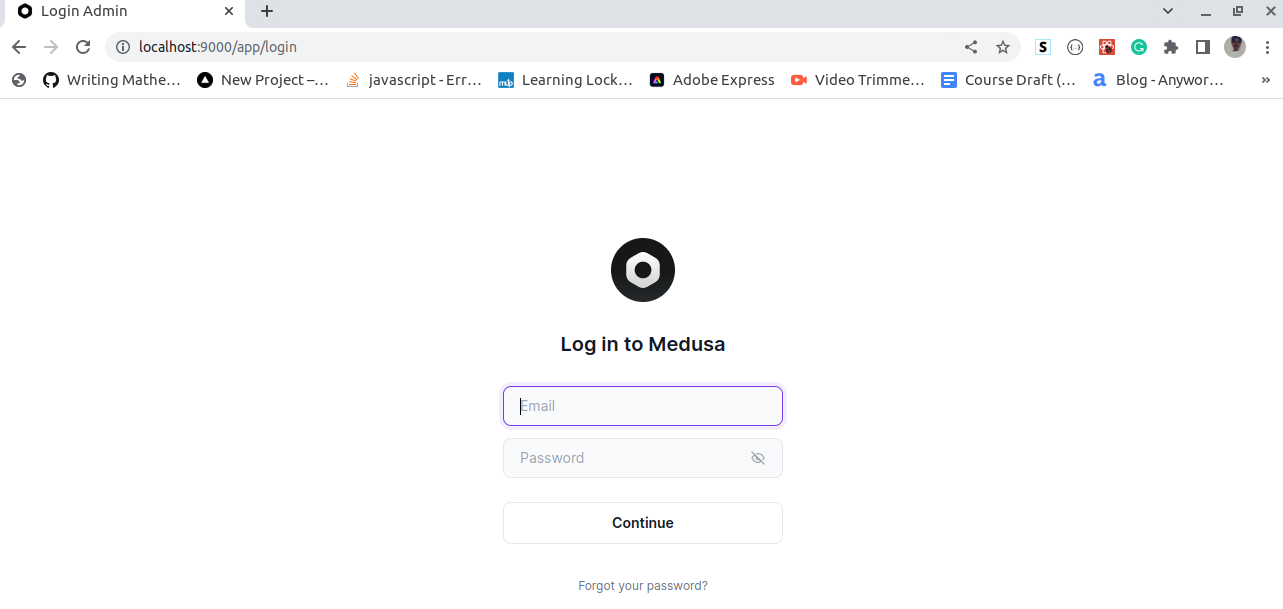 Login Admin
localhost:9000/app/login
S
Writing Mathe… New Project –… javascript - Err… mdb Learning Lock… Adobe Express Video Trimme… Course Draft (… a Blog - Anywor… »
Log in to Medusa
Email
Password
Continue
Forgot your password?